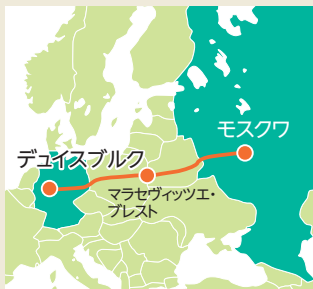 モスクワ
デュイスブルク
マラセヴィッツエ・
ブレスト